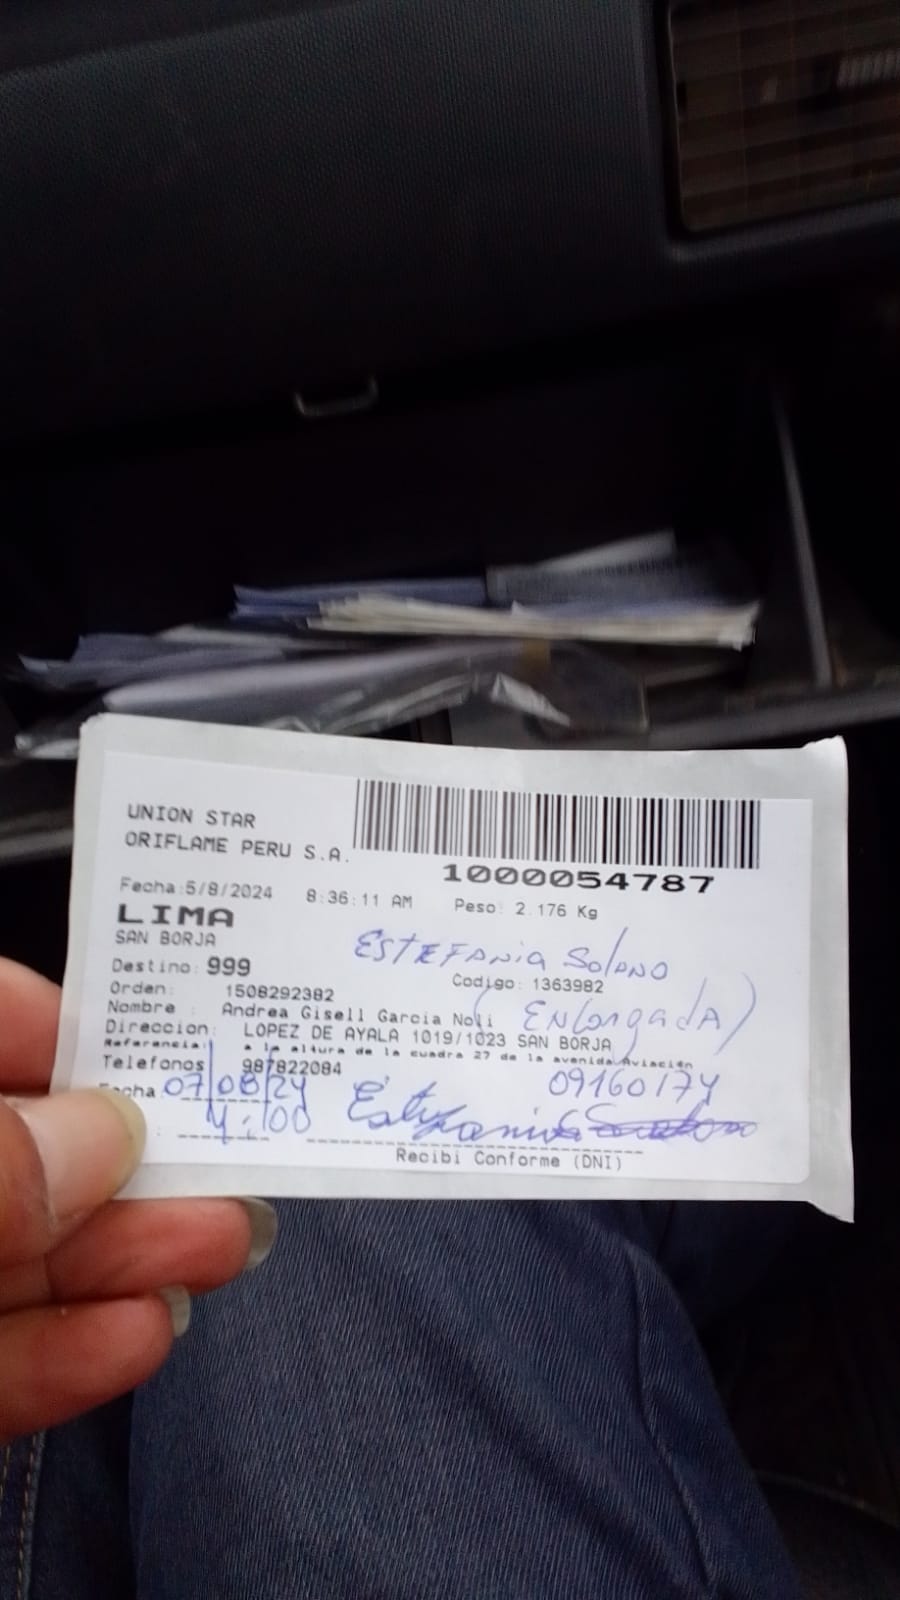 UNION STAR
ORIFLAME PERU S.A.
1000054787
Fecha:5/8/2024 8:36:11 AM Peso: 2.176 Kg
LIMA
SAN BORJA
ESTEFANIA SOLANO
Destino: 999 Codigo: 1363982
Orden: 1508292382
Nombre : Andrea Gisell Garcia Noli
(ENCARGADA)
Direccion: LOPEZ DE AYALA 1019/1023 SAN BORJA
Referencia: a la altura de la cuadra 27 de la avenida Aviación
Telefonos 987822084
Fecha 07/08/24 09160174
4:00
Recibi Conforme (DNI)